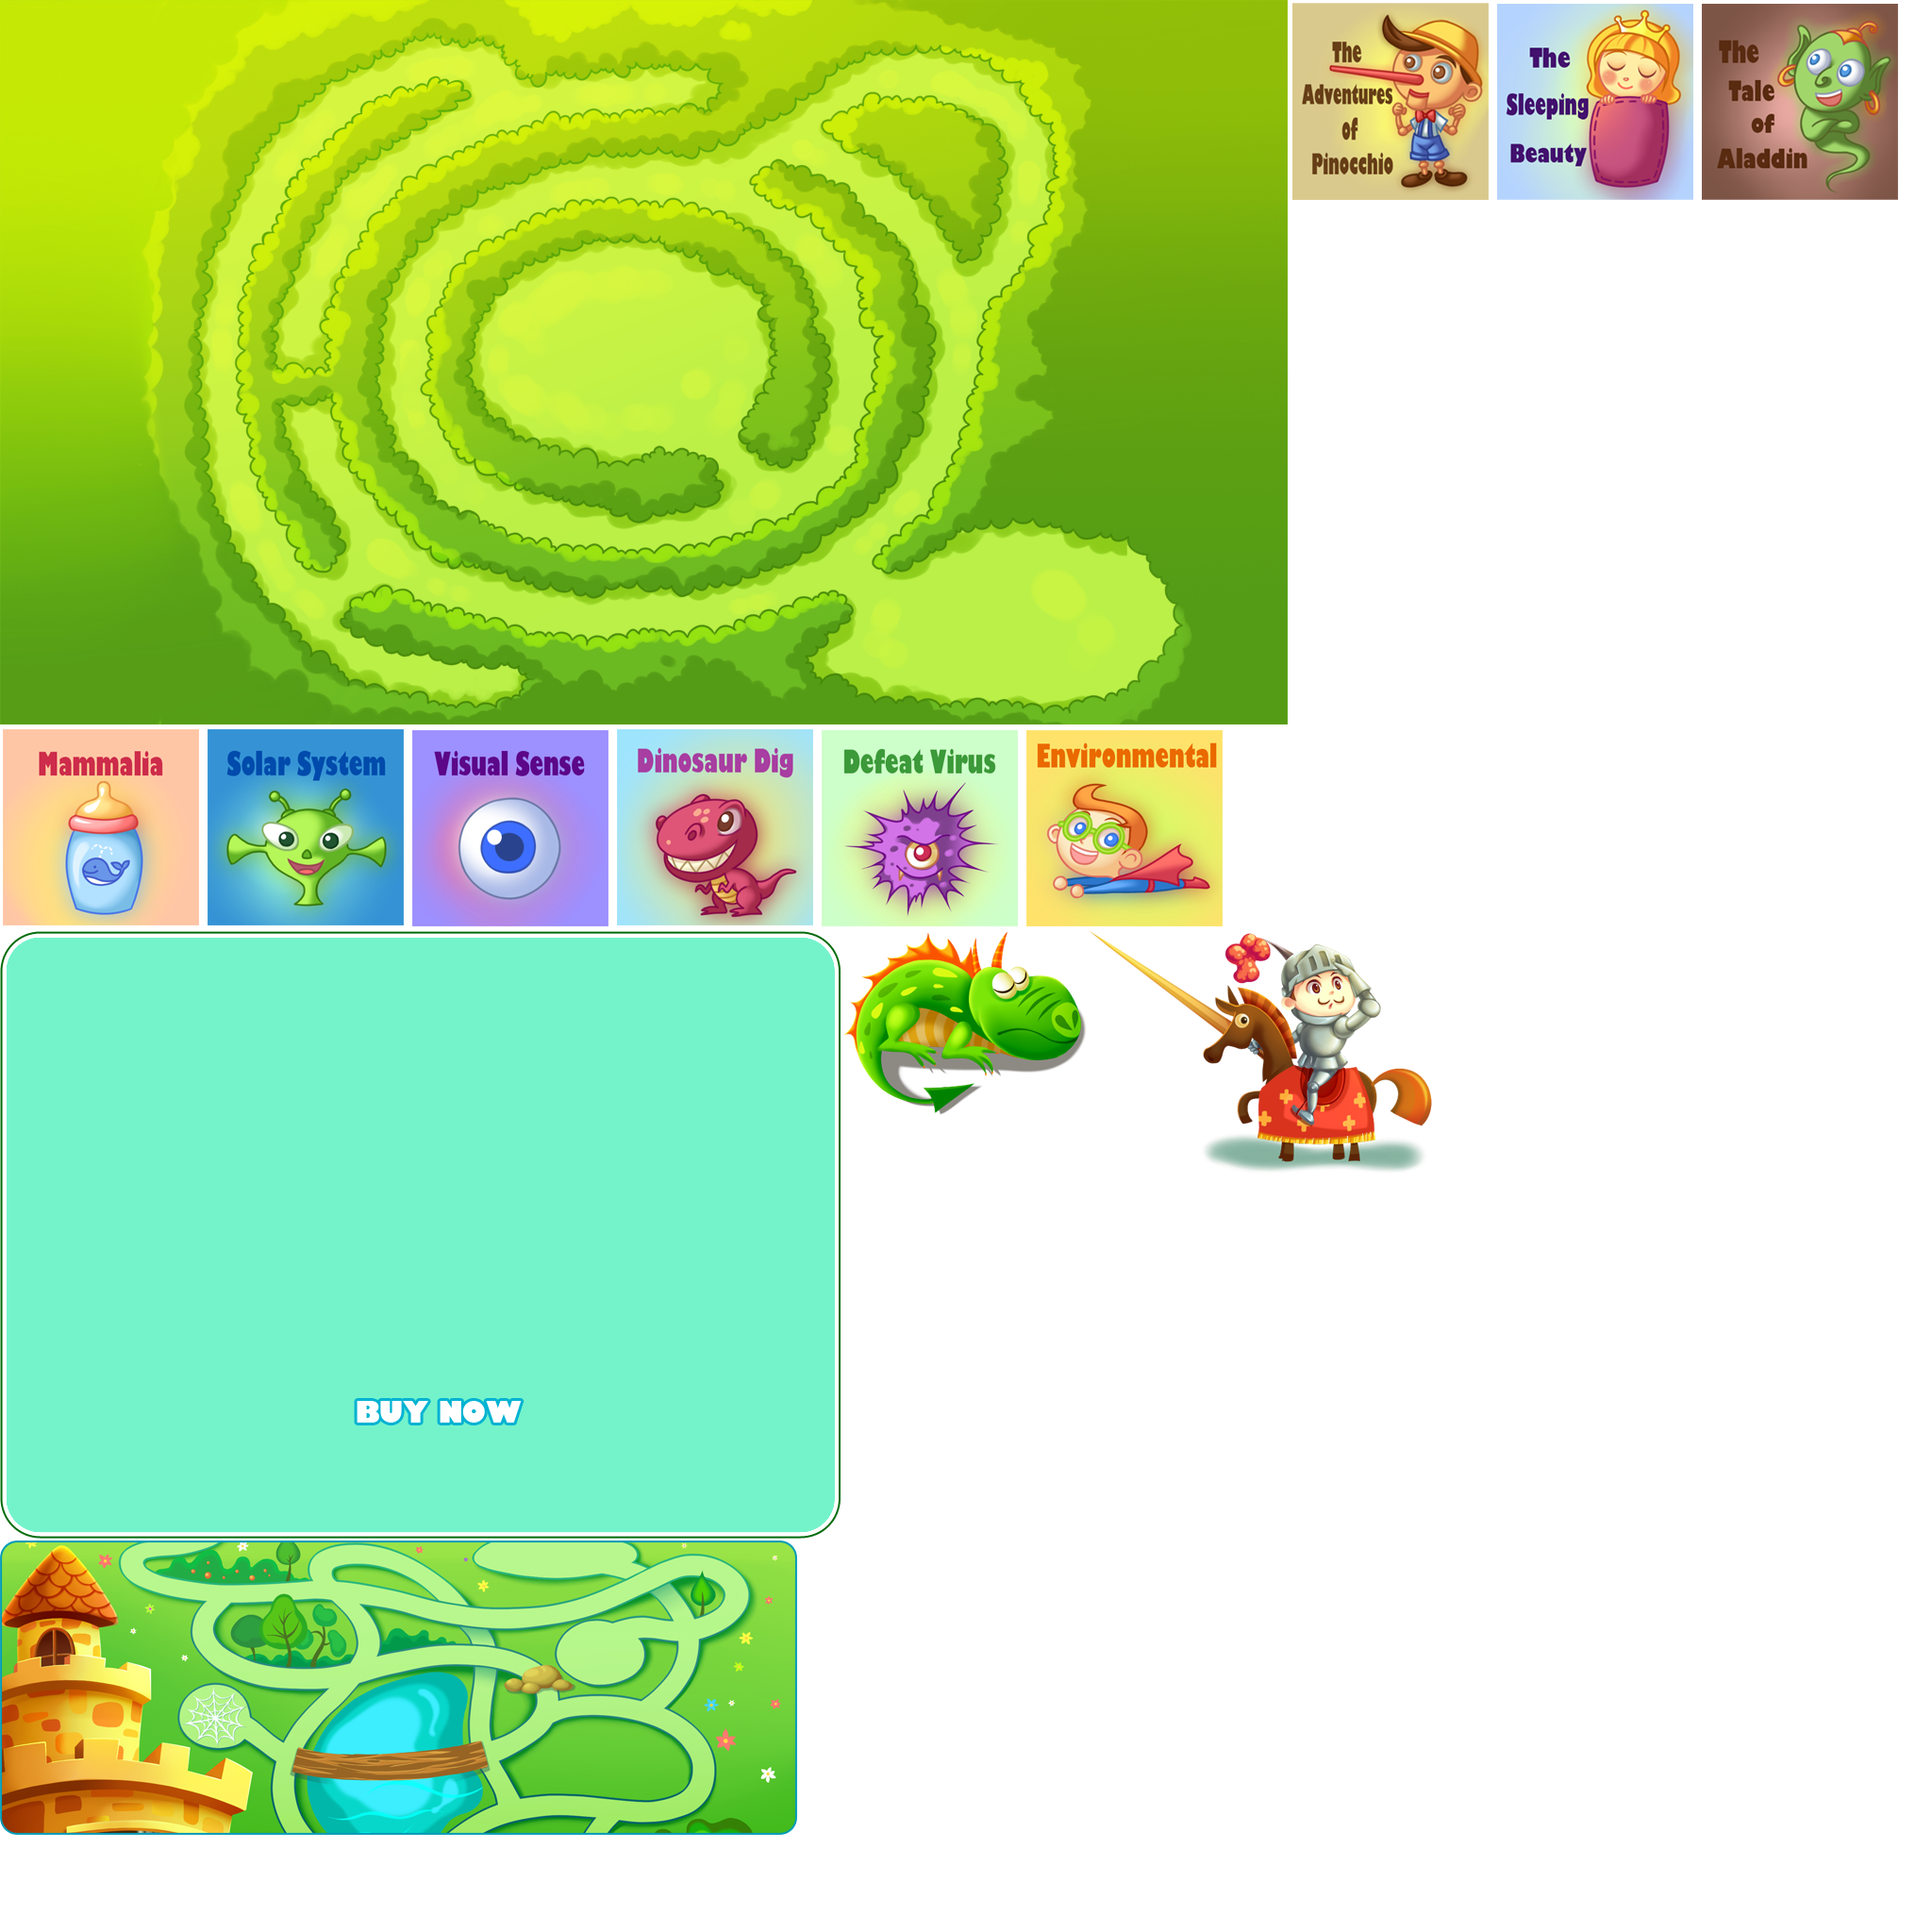 The
Adventures
of
Pinocchio
The
Sleeping
Beauty
The
Tale
of
Aladdin
Mammalia
Solar System
Visual Sense
Dinosaur Dig
Defeat Virus
Environmental
BUY NOW